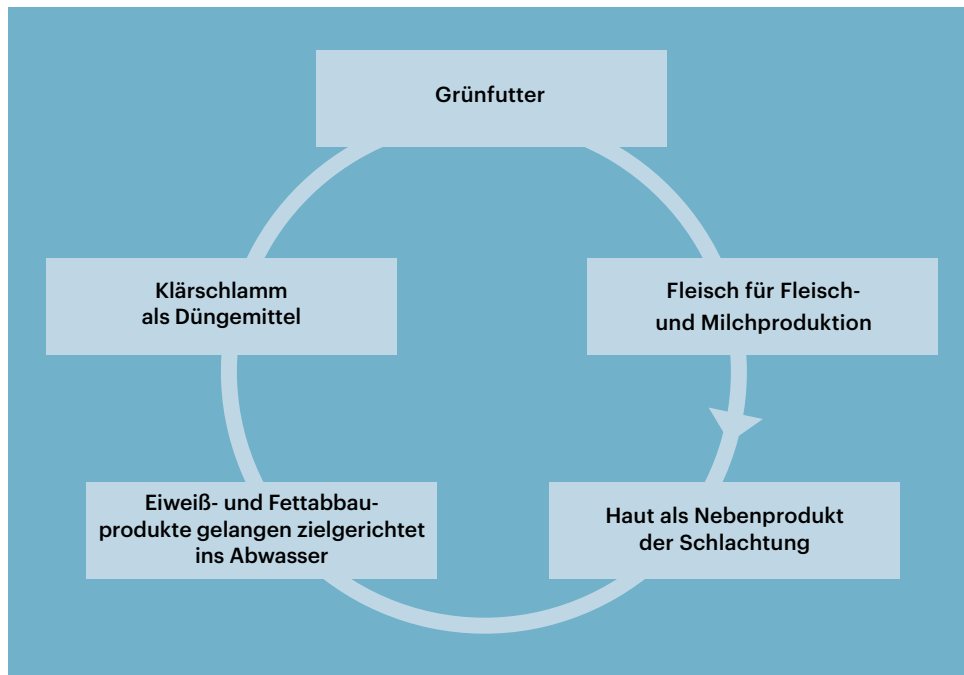 Grünfutter
Fleisch für Fleisch-
und Milchproduktion
Haut als Nebenprodukt
der Schlachtung
Eiweiß- und Fettabbau-
produkte gelangen zielgerichtet
ins Abwasser
Klärschlamm
als Düngemittel